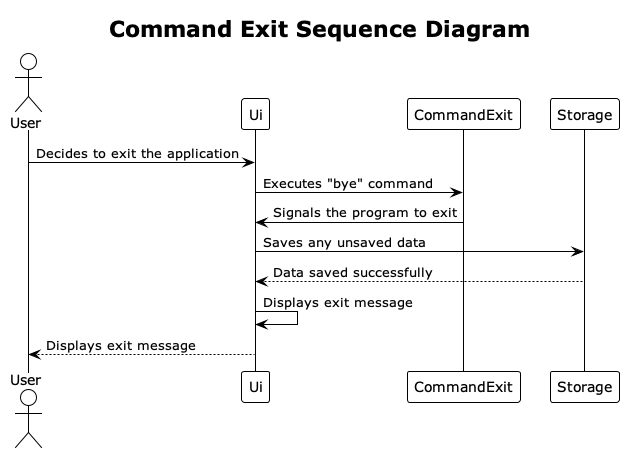 Command Exit Sequence Diagram
User
Ui
CommandExit
Storage
Decides to exit the application
Executes "bye" command
Signals the program to exit
Saves any unsaved data
Data saved successfully
Displays exit message
Displays exit message
User
Ui
CommandExit
Storage